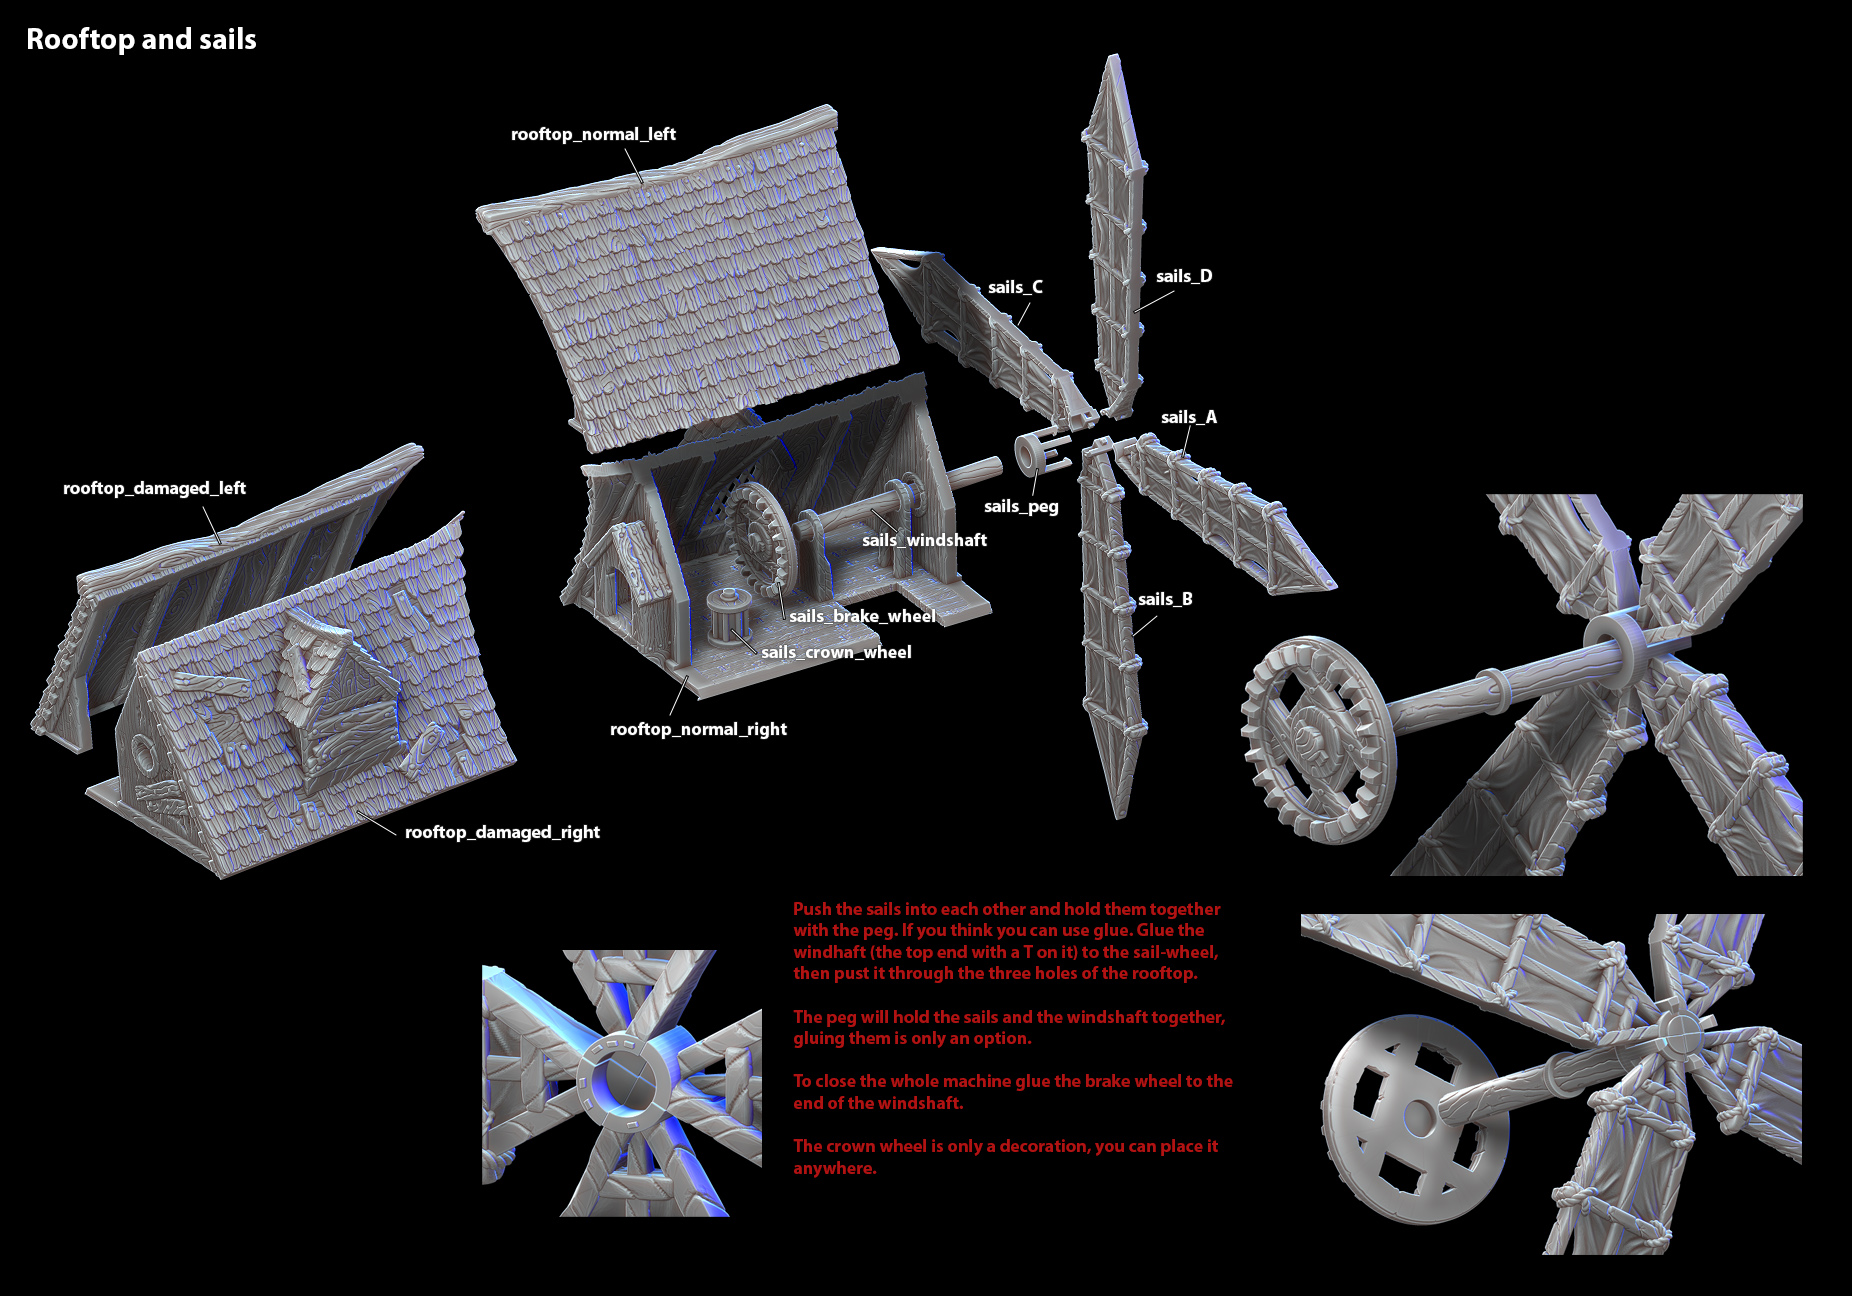 Rooftop and sails
rooftop_normal_left
sails_C
sails_D
sails_A
rooftop_damaged_left
sails_peg
sails_windshaft
sails_B
sails_brake_wheel
sails_crown_wheel
rooftop_normal_right
rooftop_damaged_right
Push the sails into each other and hold them together
with the peg. If you think you can use glue. Glue the
windhaft (the top end with a T on it) to the sail-wheel,
then pust it through the three holes of the rooftop.
The peg will hold the sails and the windshaft together,
gluing them is only an option.
To close the whole machine glue the brake wheel to the
end of the windshaft.
The crown wheel is only a decoration, you can place it
anywhere.